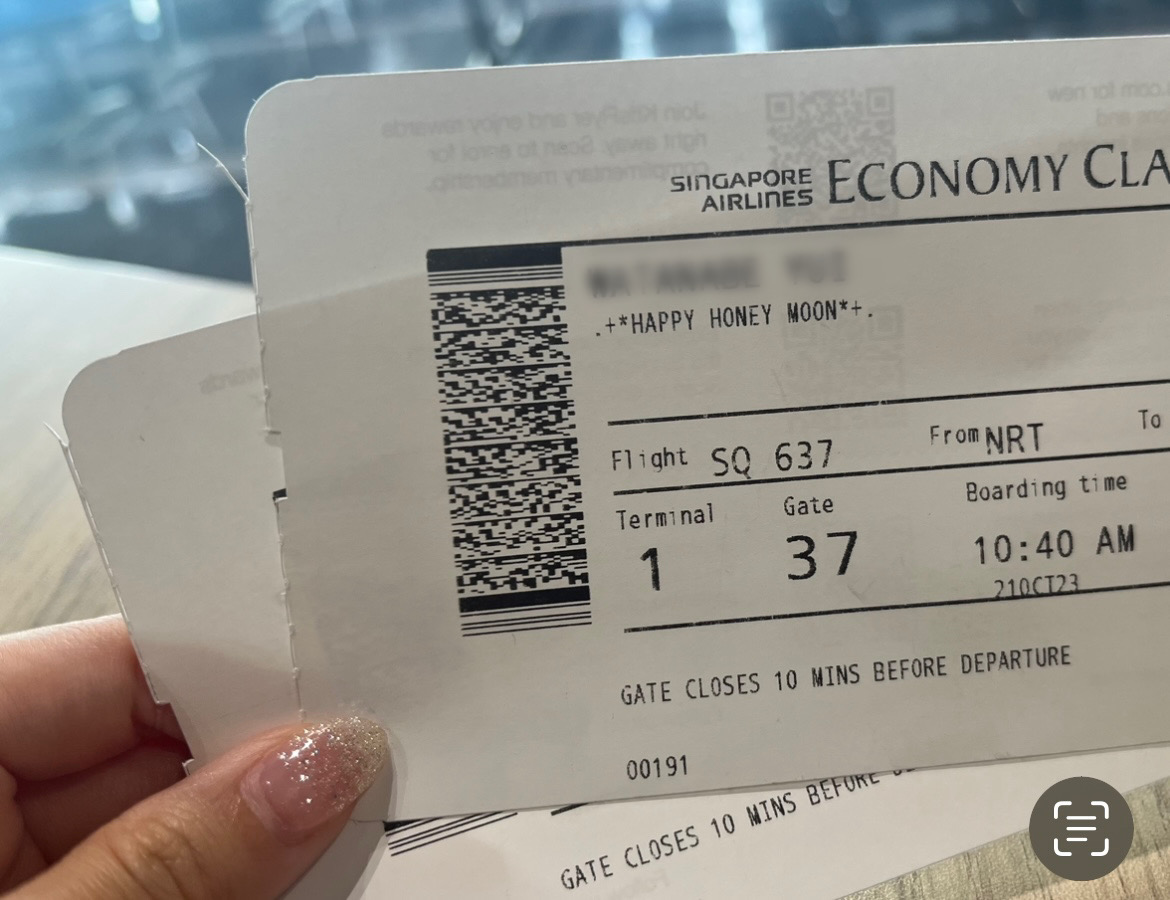 SINGAPORE
AIRLINES
ECONOMY CLA
.+*HAPPY HONEY MOON*+.
Flight SQ 637 From NRT To
Terminal Gate Boarding time
1 37 10:40 AM
21OCT23
GATE CLOSES 10 MINS BEFORE DEPARTURE
00191
GATE CLOSES 10 MINS BEFORE